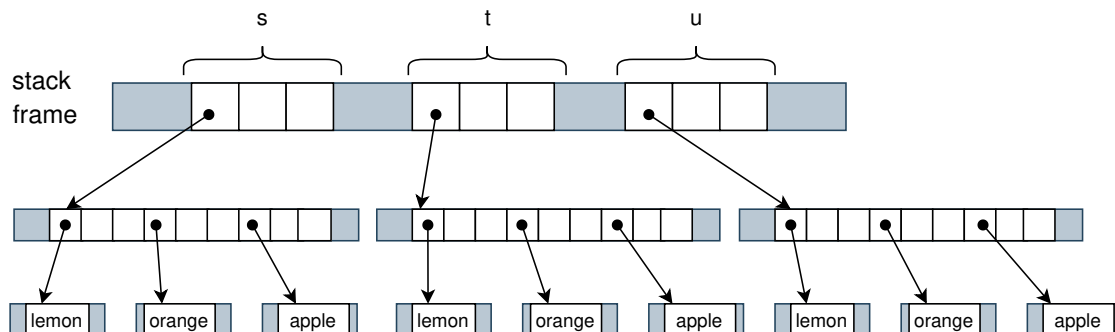 s t u
stack
frame
lemon orange apple lemon orange apple lemon orange apple